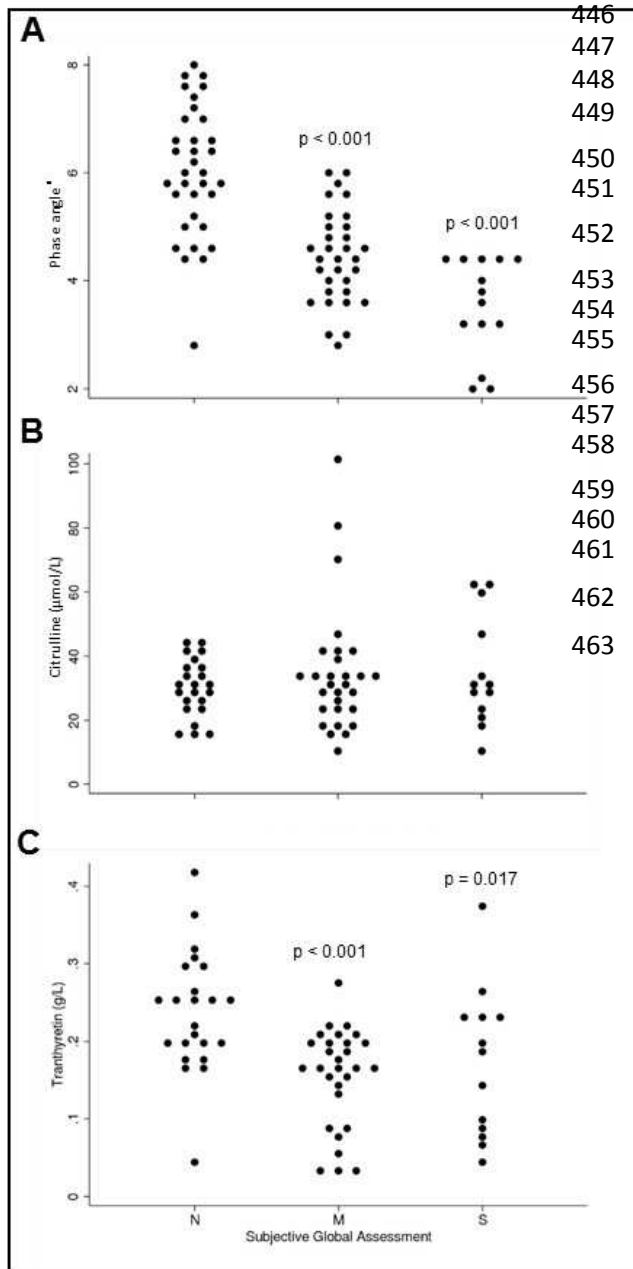 A
446
447
448
449
450
451
452
453
454
455
456
457
458
459
460
461
462
463
8
6
4
2
Phase angle°
p < 0.001
p < 0.001
B
100
80
60
40
20
0
Citrulline (µmol/L)
C
.4
.3
.2
.1
0
Tranthyretin (g/L)
p < 0.001
p = 0.017
N M S
Subjective Global Assessment